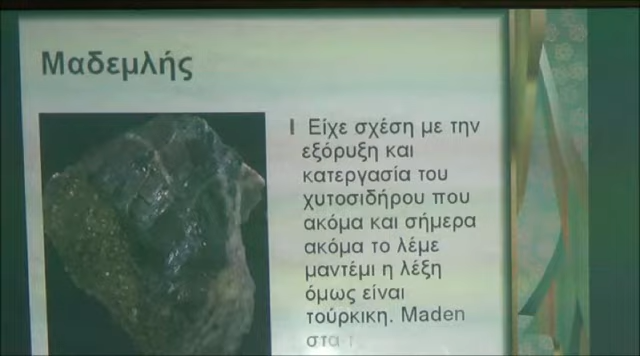 Μαδεμλής
Είχε σχέση με την
εξόρυξη και
κατεργασία του
χυτοσιδήρου που
ακόμα και σήμερα
ακόμα το λέμε
μαντέμι η λέξη
όμως είναι
τούρκικη. Maden
στα